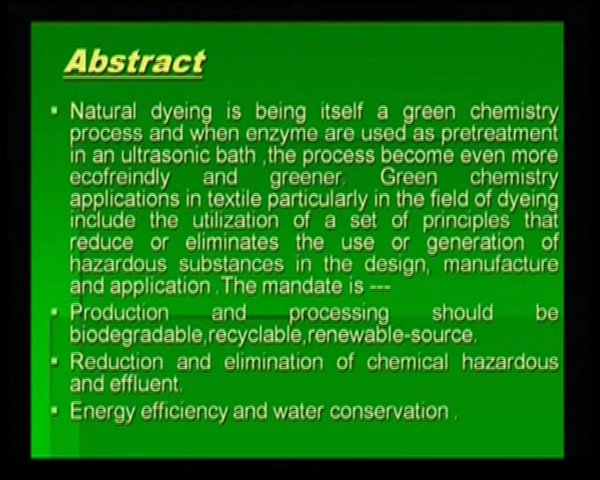 Abstract
Natural dyeing is being itself a green chemistry
process and when enzyme are used as pretreatment
in an ultrasonic bath ,the process become even more
ecofreindly and greener. Green chemistry
applications in textile particularly in the field of dyeing
include the utilization of a set of principles that
reduce or eliminates the use or generation of
hazardous substances in the design, manufacture
and application .The mandate is ---
Production and processing should be
biodegradable,recyclable,renewable-source.
Reduction and elimination of chemical hazardous
and effluent.
Energy efficiency and water conservation .